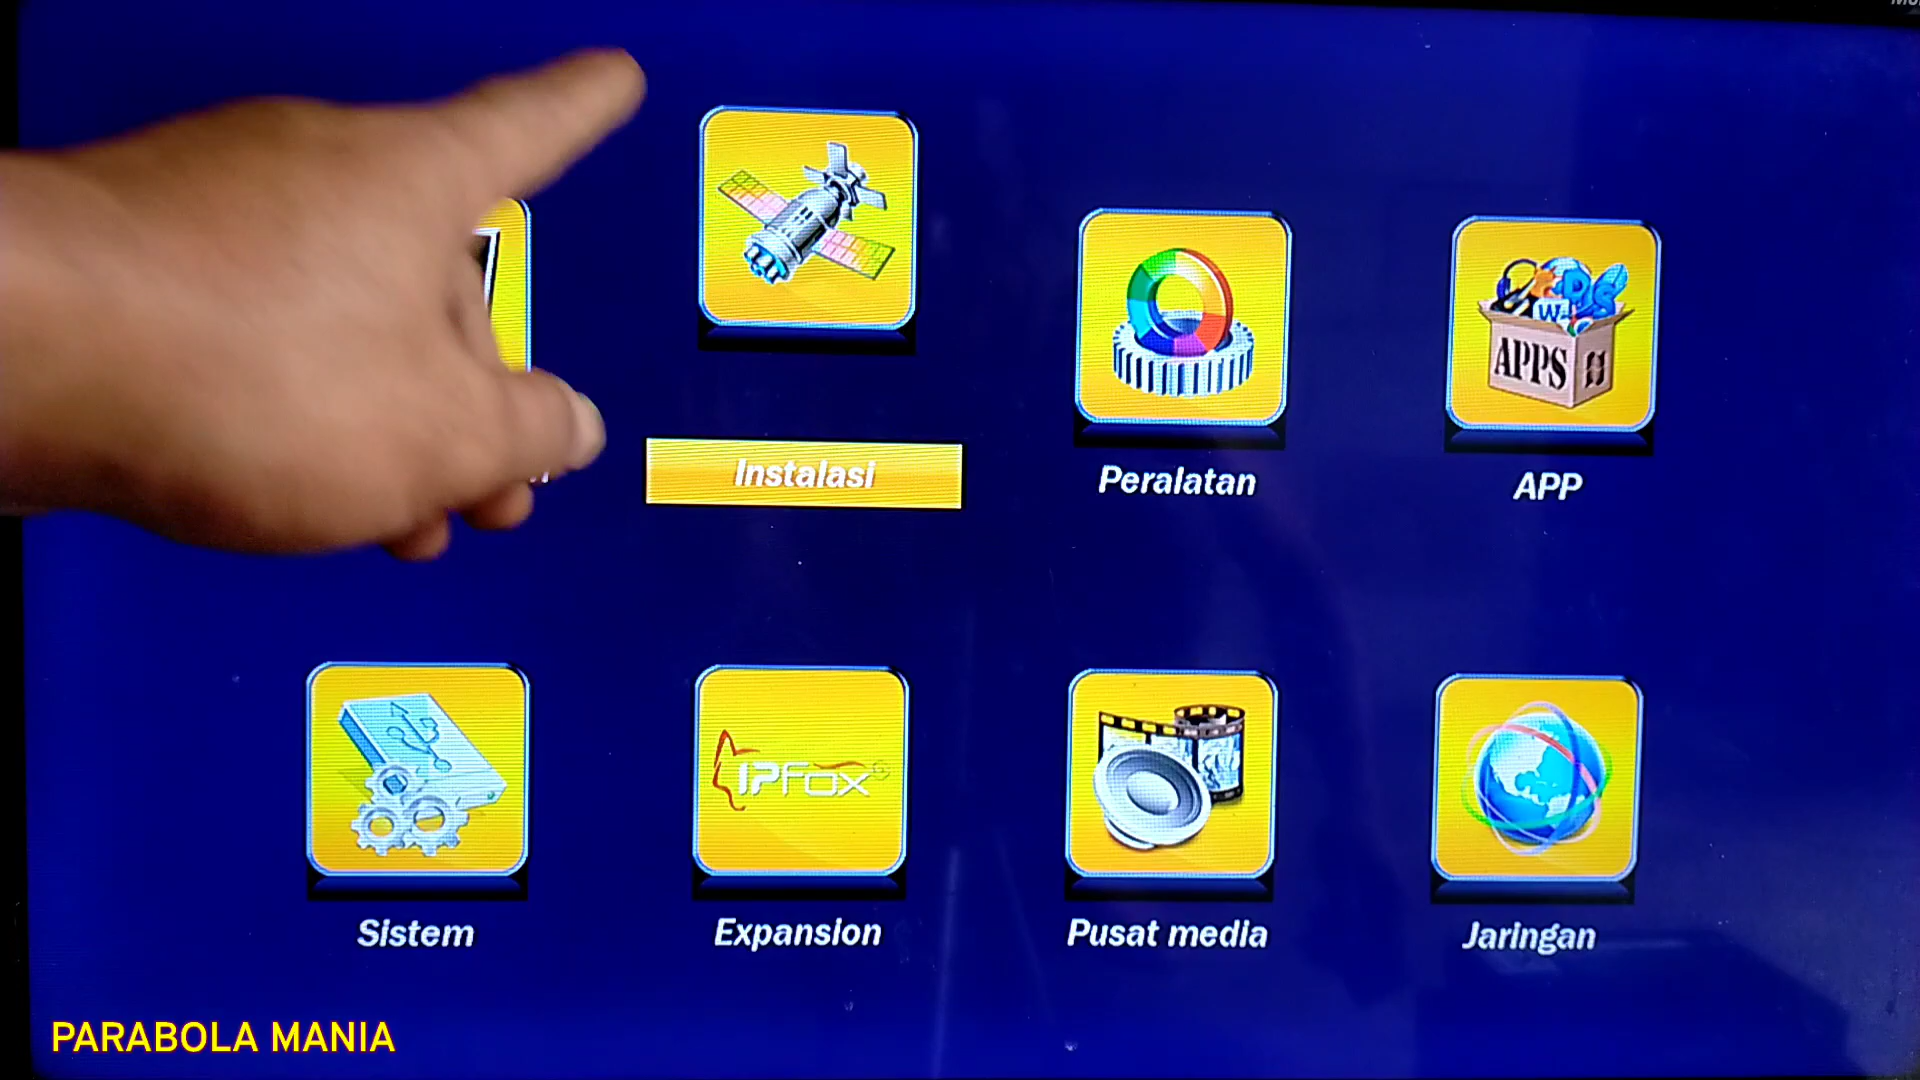 W
APPS
Instalasi
Peralatan
APP
IPFOX
Sistem
Expansion
Pusat media
Jaringan
PARABOLA MANIA